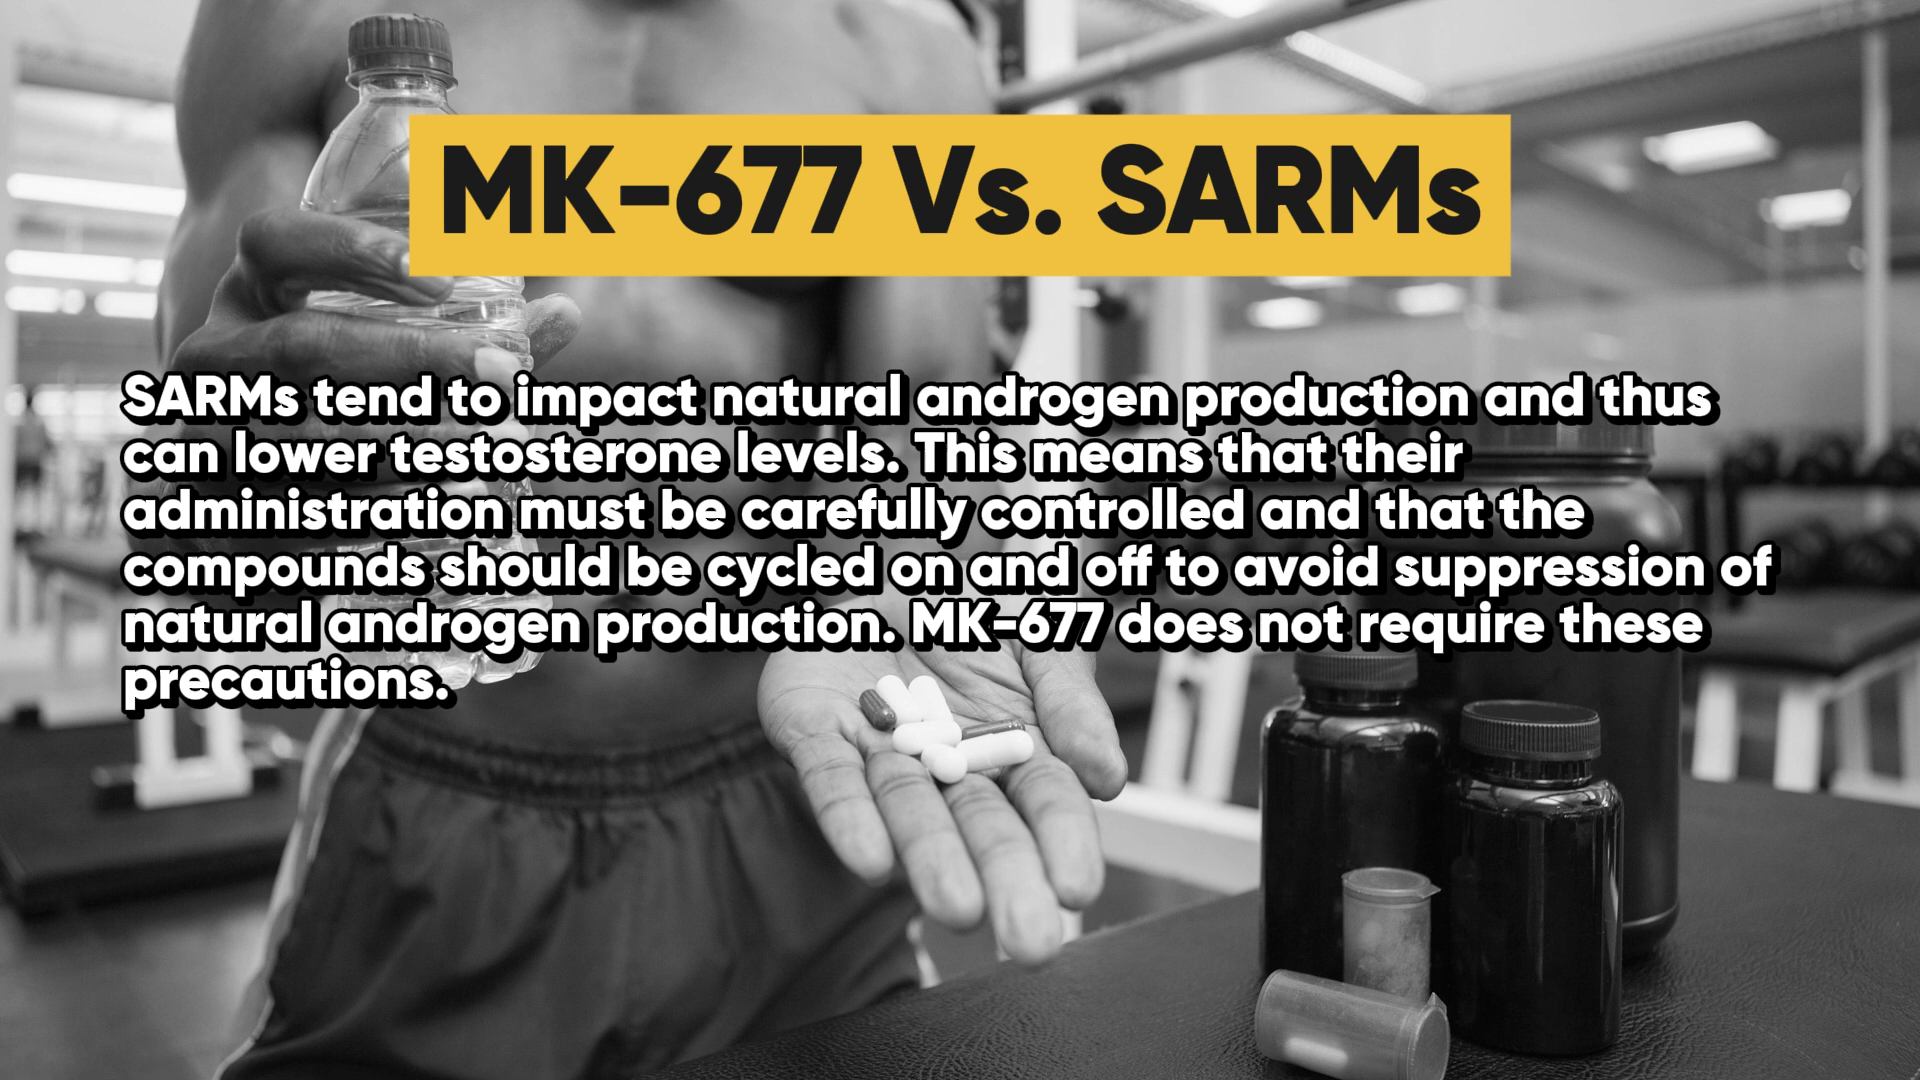 MK-677 Vs. SARMs
SARMs tend to impact natural androgen production and thus
can lower testosterone levels. This means that their
administration must be carefully controlled and that the
compounds should be cycled on and off to avoid suppression of
natural androgen production. MK-677 does not require these
precautions.